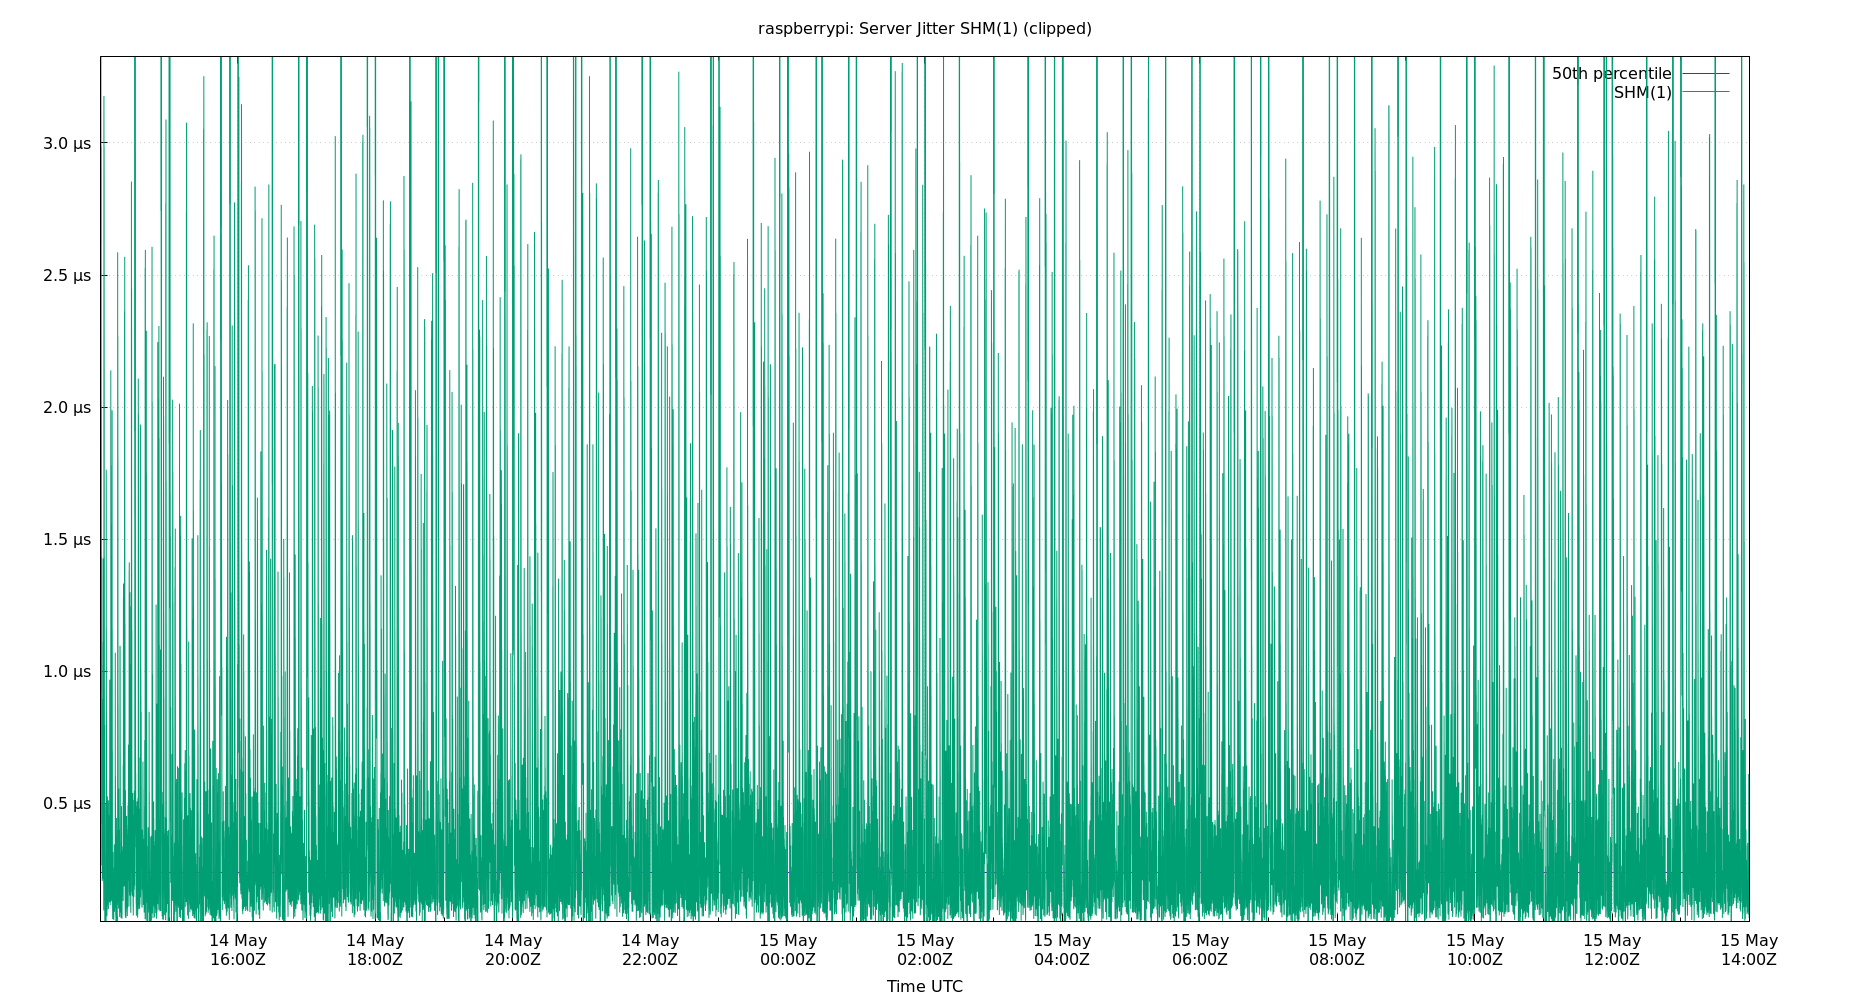 raspberrypi: Server Jitter SHM(1) (clipped)
50th percentile
SHM(1)
3.0 µs
2.5 µs
2.0 µs
1.5 µs
1.0 µs
0.5 µs
14 May 14 May 14 May 14 May 15 May 15 May 15 May 15 May 15 May 15 May 15 May 15 May
16:00Z 18:00Z 20:00Z 22:00Z 00:00Z 02:00Z 04:00Z 06:00Z 08:00Z 10:00Z 12:00Z 14:00Z
Time UTC